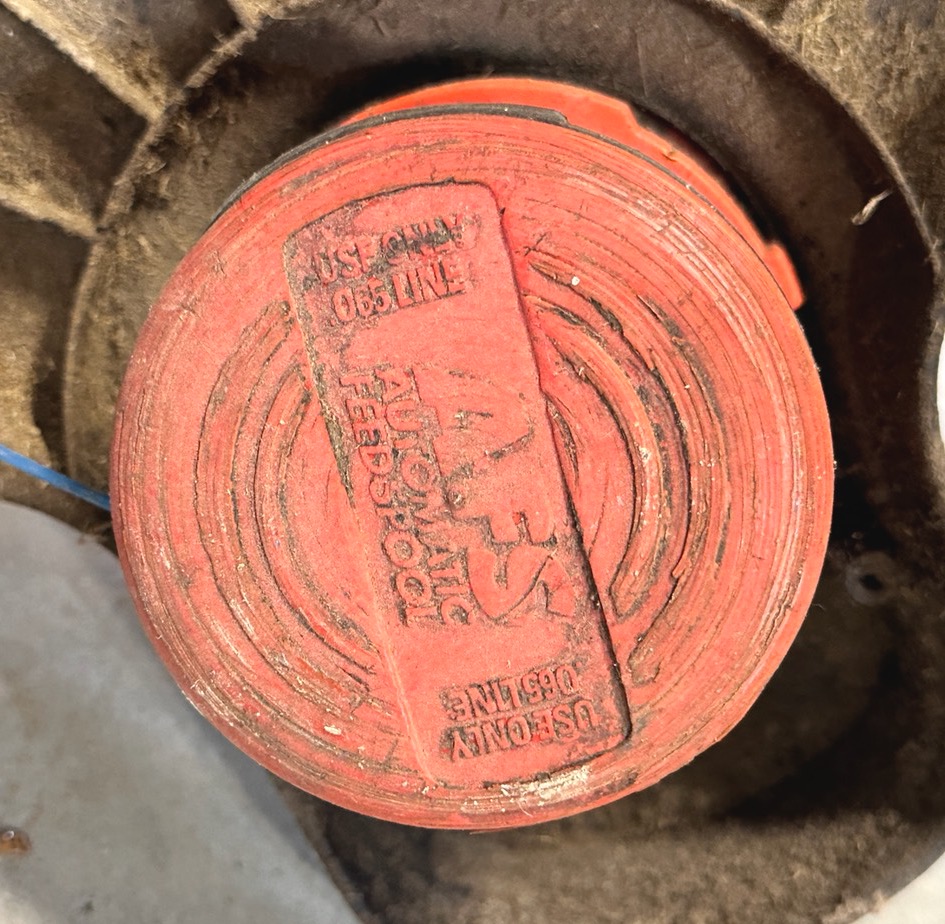 USE ONLY
.065 LINE
AFS
AUTOMATIC
FEED SPOOL
USE ONLY
.065 LINE